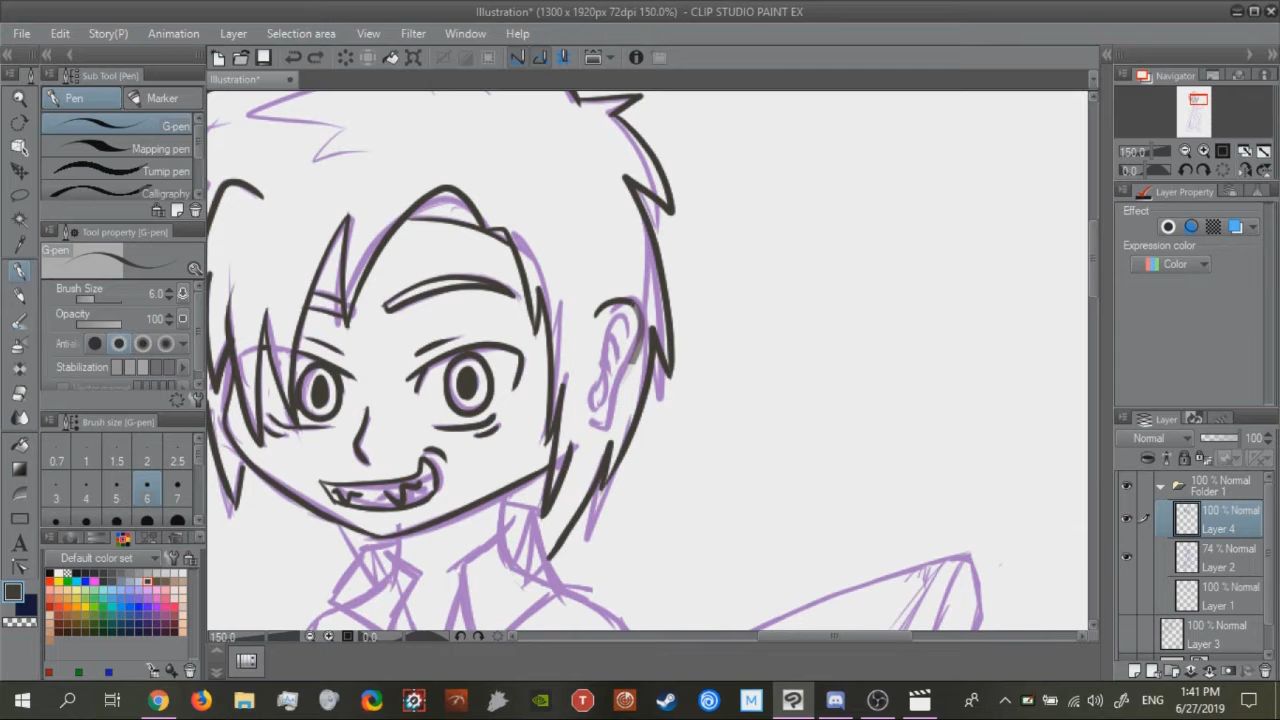 Illustration* (1300 x 1920px 72dpi 150.0%) - CLIP STUDIO PAINT EX
File Edit Story(P) Animation Layer Selection area View Filter Window Help
Sub Tool [Pen]
Pen
Marker
G-pen
Mapping pen
Turnip pen
Calligraphy
Tool property [G-pen]
G-pen
Brush Size 6.0
Opacity 100
Stabilization
Brush size [G-pen]
0.7 1 1.5 2 2.5
3 4 5 6 7
Default color set
Illustration*
150.0 0.0
Navigator
150.0
0.0
Layer Property
Effect
Expression color
Color
Layer
Normal 100
100 % Normal
Folder 1
100 % Normal
Layer 4
74 % Normal
Layer 2
100 % Normal
Layer 1
100 % Normal
Layer 3
ENG
1:41 PM
6/27/2019